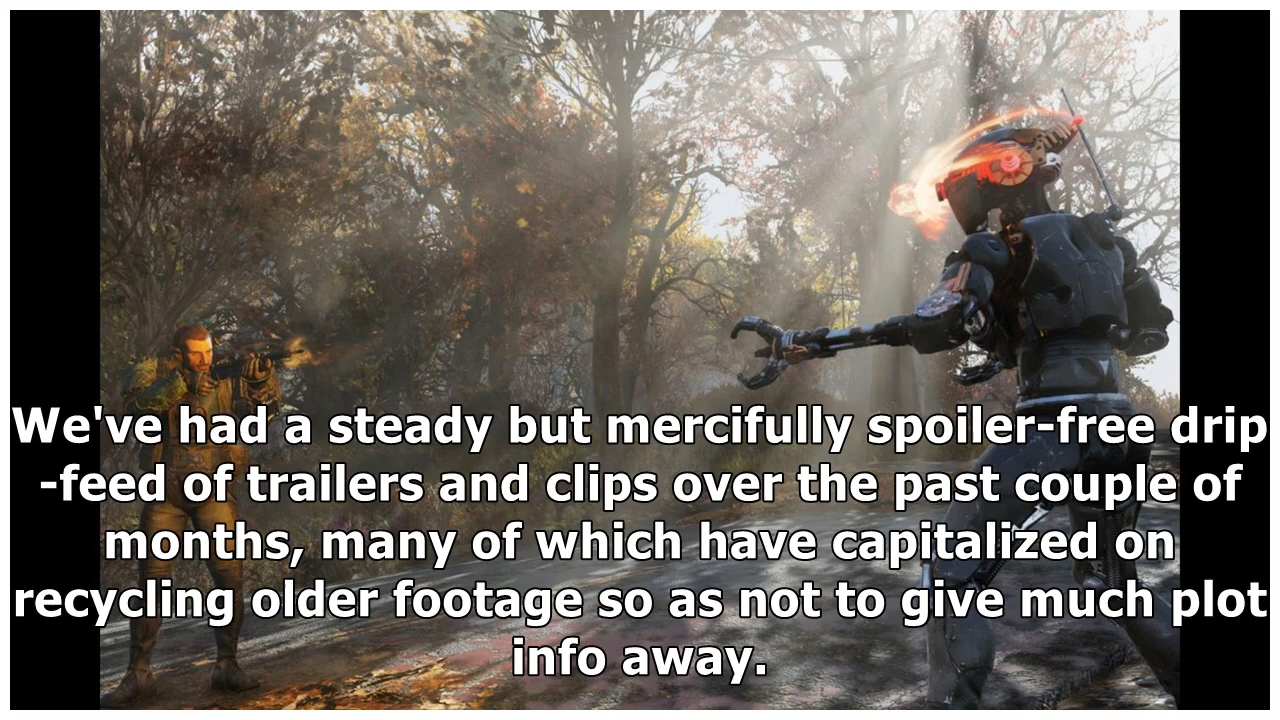 We've had a steady but mercifully spoiler-free drip
-feed of trailers and clips over the past couple of
months, many of which have capitalized on
recycling older footage so as not to give much plot
info away.